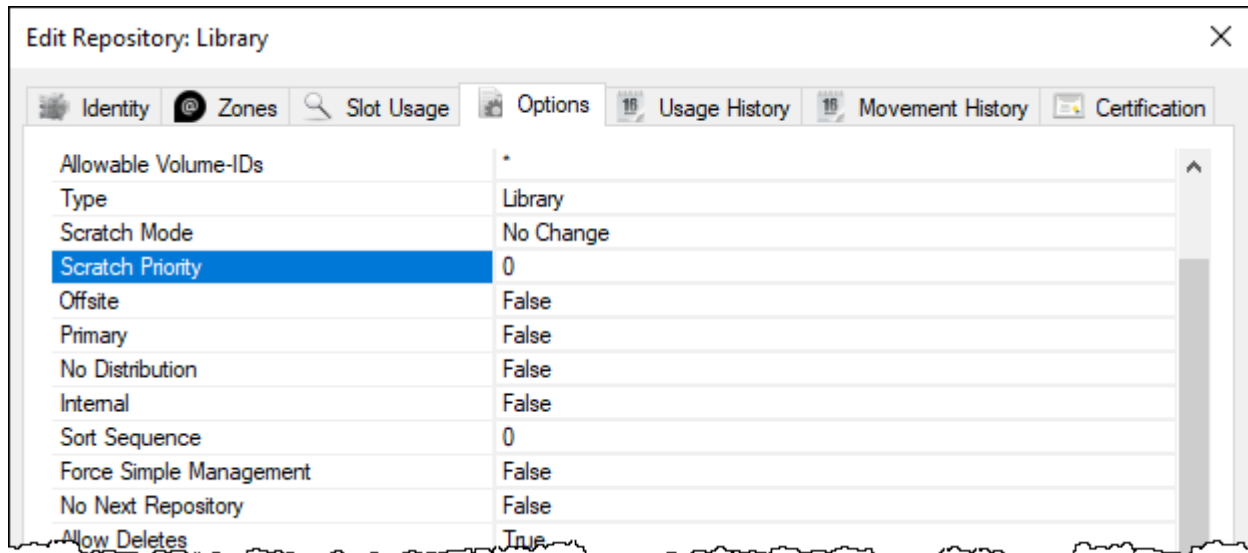 Edit Repository: Library
Identity @ Zones Slot Usage Options 16 Usage History 16 Movement History Certification
Allowable Volume-IDs *
Type Library
Scratch Mode No Change
Scratch Priority 0
Offsite False
Primary False
No Distribution False
Internal False
Sort Sequence 0
Force Simple Management False
No Next Repository False
Allow Deletes True